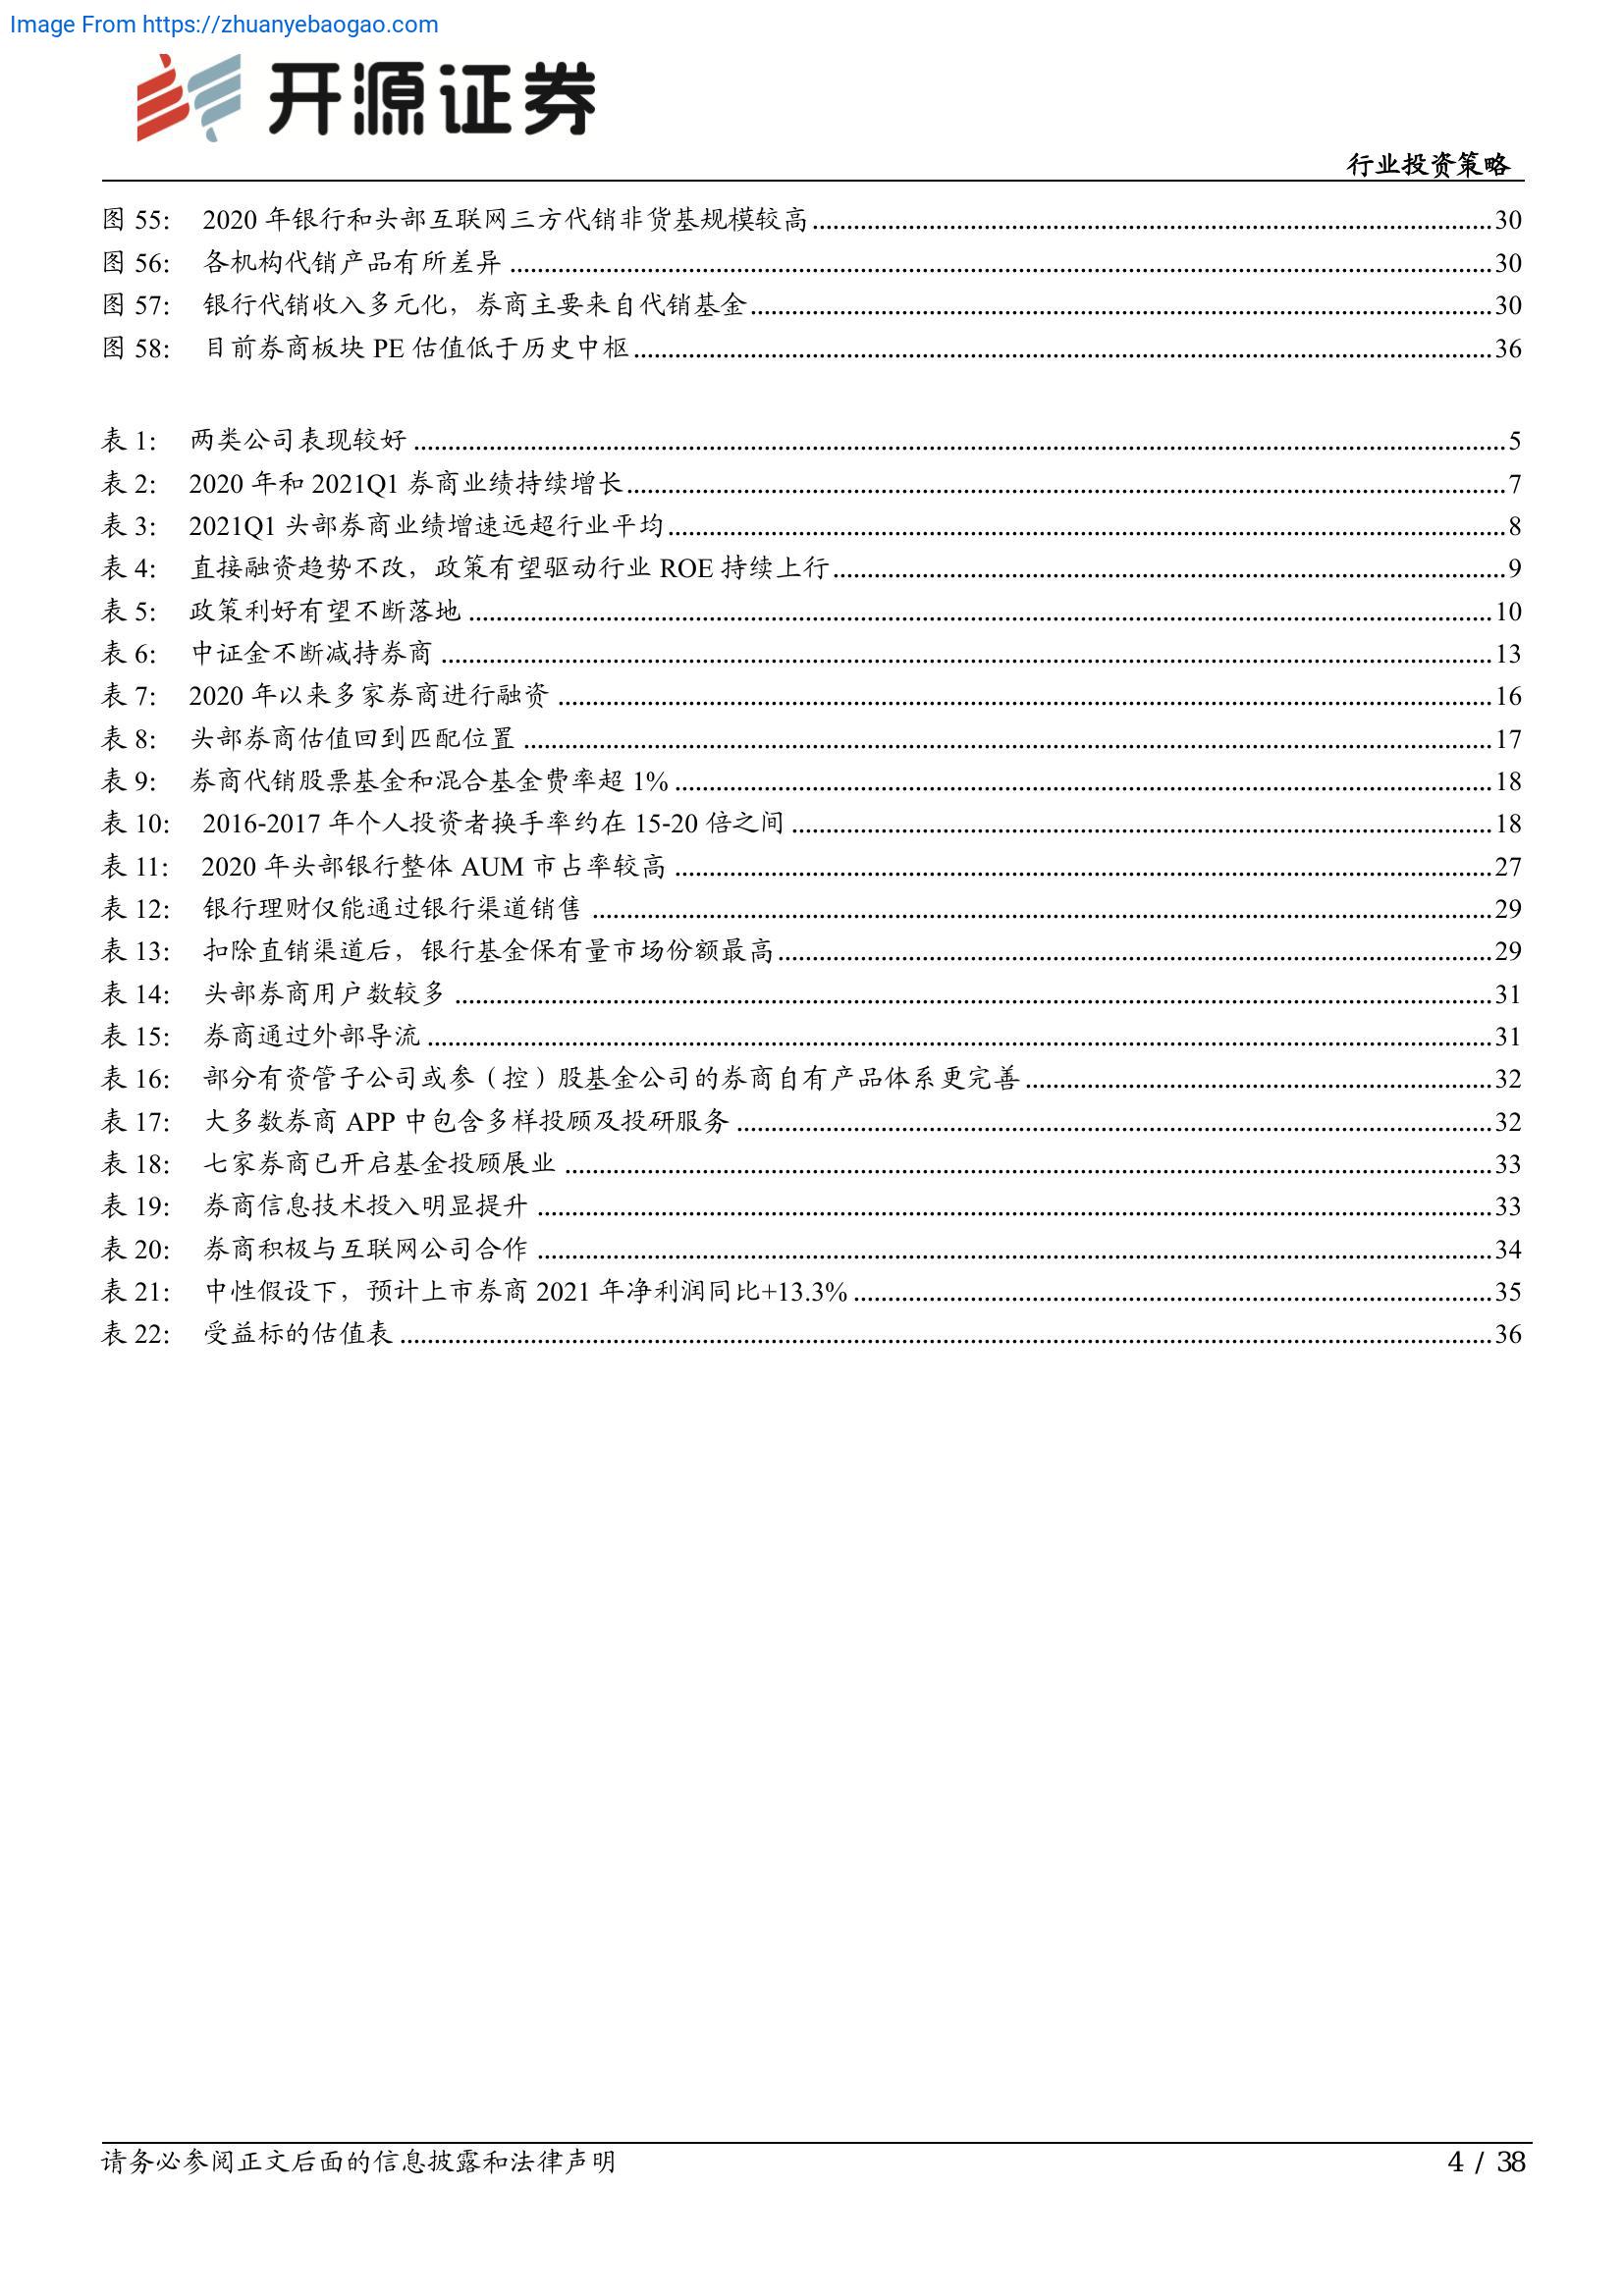 Image From https://zhuanyebaogao.com
开源证券
行业投资策略
图 55： 2020 年银行和头部互联网三方代销非货基规模较高 30
图 56： 各机构代销产品有所差异 30
图 57： 银行代销收入多元化，券商主要来自代销基金 30
图 58： 目前券商板块 PE 估值低于历史中枢 36
表 1： 两类公司表现较好 5
表 2： 2020 年和 2021Q1 券商业绩持续增长 7
表 3： 2021Q1 头部券商业绩增速远超行业平均 8
表 4： 直接融资趋势不改，政策有望驱动行业 ROE 持续上行 9
表 5： 政策利好有望不断落地 10
表 6： 中证金不断减持券商 13
表 7： 2020 年以来多家券商进行融资 16
表 8： 头部券商估值回到匹配位置 17
表 9： 券商代销股票基金和混合基金费率超 1% 18
表 10： 2016-2017 年个人投资者换手率约在 15-20 倍之间 18
表 11： 2020 年头部银行整体 AUM 市占率较高 27
表 12： 银行理财仅能通过银行渠道销售 29
表 13： 扣除直销渠道后，银行基金保有量市场份额最高 29
表 14： 头部券商用户数较多 31
表 15： 券商通过外部导流 31
表 16： 部分有资管子公司或参（控）股基金公司的券商自有产品体系更完善 32
表 17： 大多数券商 APP 中包含多样投顾及投研服务 32
表 18： 七家券商已开启基金投顾展业 33
表 19： 券商信息技术投入明显提升 33
表 20： 券商积极与互联网公司合作 34
表 21： 中性假设下，预计上市券商 2021 年净利润同比+13.3% 35
表 22： 受益标的估值表 36
请务必参阅正文后面的信息披露和法律声明 4 / 38